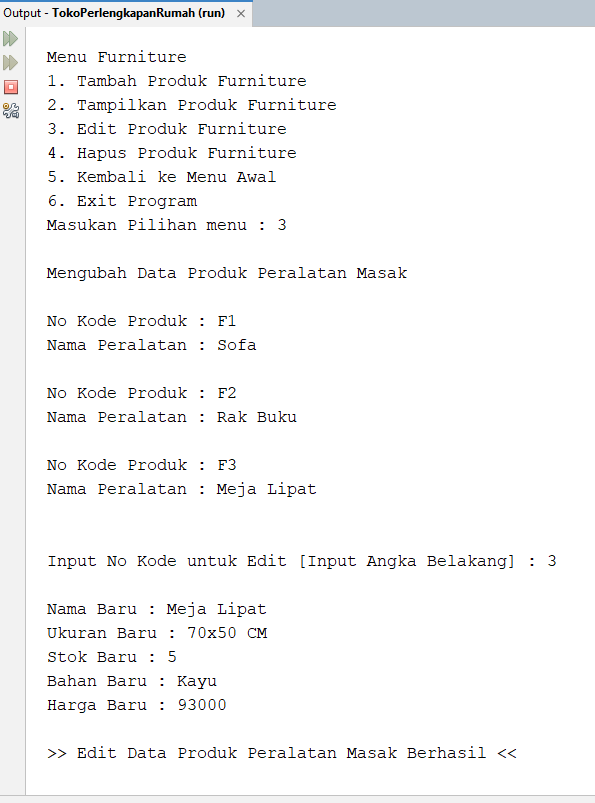 Output - TokoPerlengkapanRumah (run) ×
Menu Furniture
1. Tambah Produk Furniture
2. Tampilkan Produk Furniture
3. Edit Produk Furniture
4. Hapus Produk Furniture
5. Kembali ke Menu Awal
6. Exit Program
Masukan Pilihan menu : 3
Mengubah Data Produk Peralatan Masak
No Kode Produk : F1
Nama Peralatan : Sofa
No Kode Produk : F2
Nama Peralatan : Rak Buku
No Kode Produk : F3
Nama Peralatan : Meja Lipat
Input No Kode untuk Edit [Input Angka Belakang] : 3
Nama Baru : Meja Lipat
Ukuran Baru : 70x50 CM
Stok Baru : 5
Bahan Baru : Kayu
Harga Baru : 93000
>> Edit Data Produk Peralatan Masak Berhasil <<